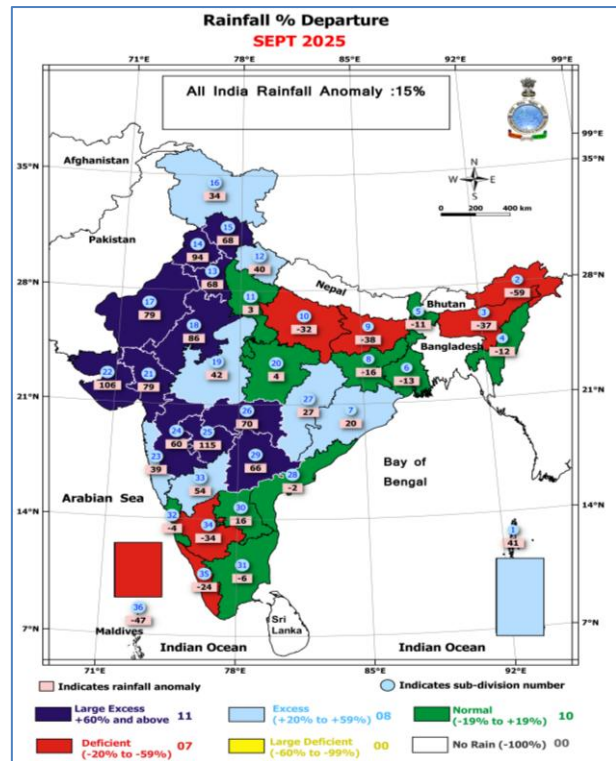 Rainfall % Departure
SEPT 2025
71°E 78°E 85°E 92°E 99°E
All India Rainfall Anomaly :15%
99°E
35°N
35°N
Afghanistan
N
W E
S
16
34
0 200 400 km
Pakistan
15
68
14
94
12
40
13
68
28°N
28°N
Nepal
2
-59
Bhutan
17
79
11
3
10
-32
9
-38
5
-11
3
-37
18
86
Bangladesh
4
-12
19
42
20
4
8
-16
6
-13
22
106
21
79
21°N
21°N
27
27
7
20
26
70
24
60
25
115
23
39
29
66
Bay of
Bengal
33
54
28
-2
Arabian Sea
14°N
14°N
32
-4
30
16
34
-34
1
41
35
-24
31
-6
36
-47
7°N
7°N
Maldives
Sri
Lanka
Indian Ocean
Indian Ocean
71°E 78°E 85°E 92°E
Indicates rainfall anomaly
Indicates sub-division number
Large Excess
+60% and above 11
Excess
(+20% to +59%) 08
Normal
(-19% to +19%) 10
Deficient
(-20% to -59%) 07
Large Deficient
(-60% to -99%) 00
No Rain (-100%) 00